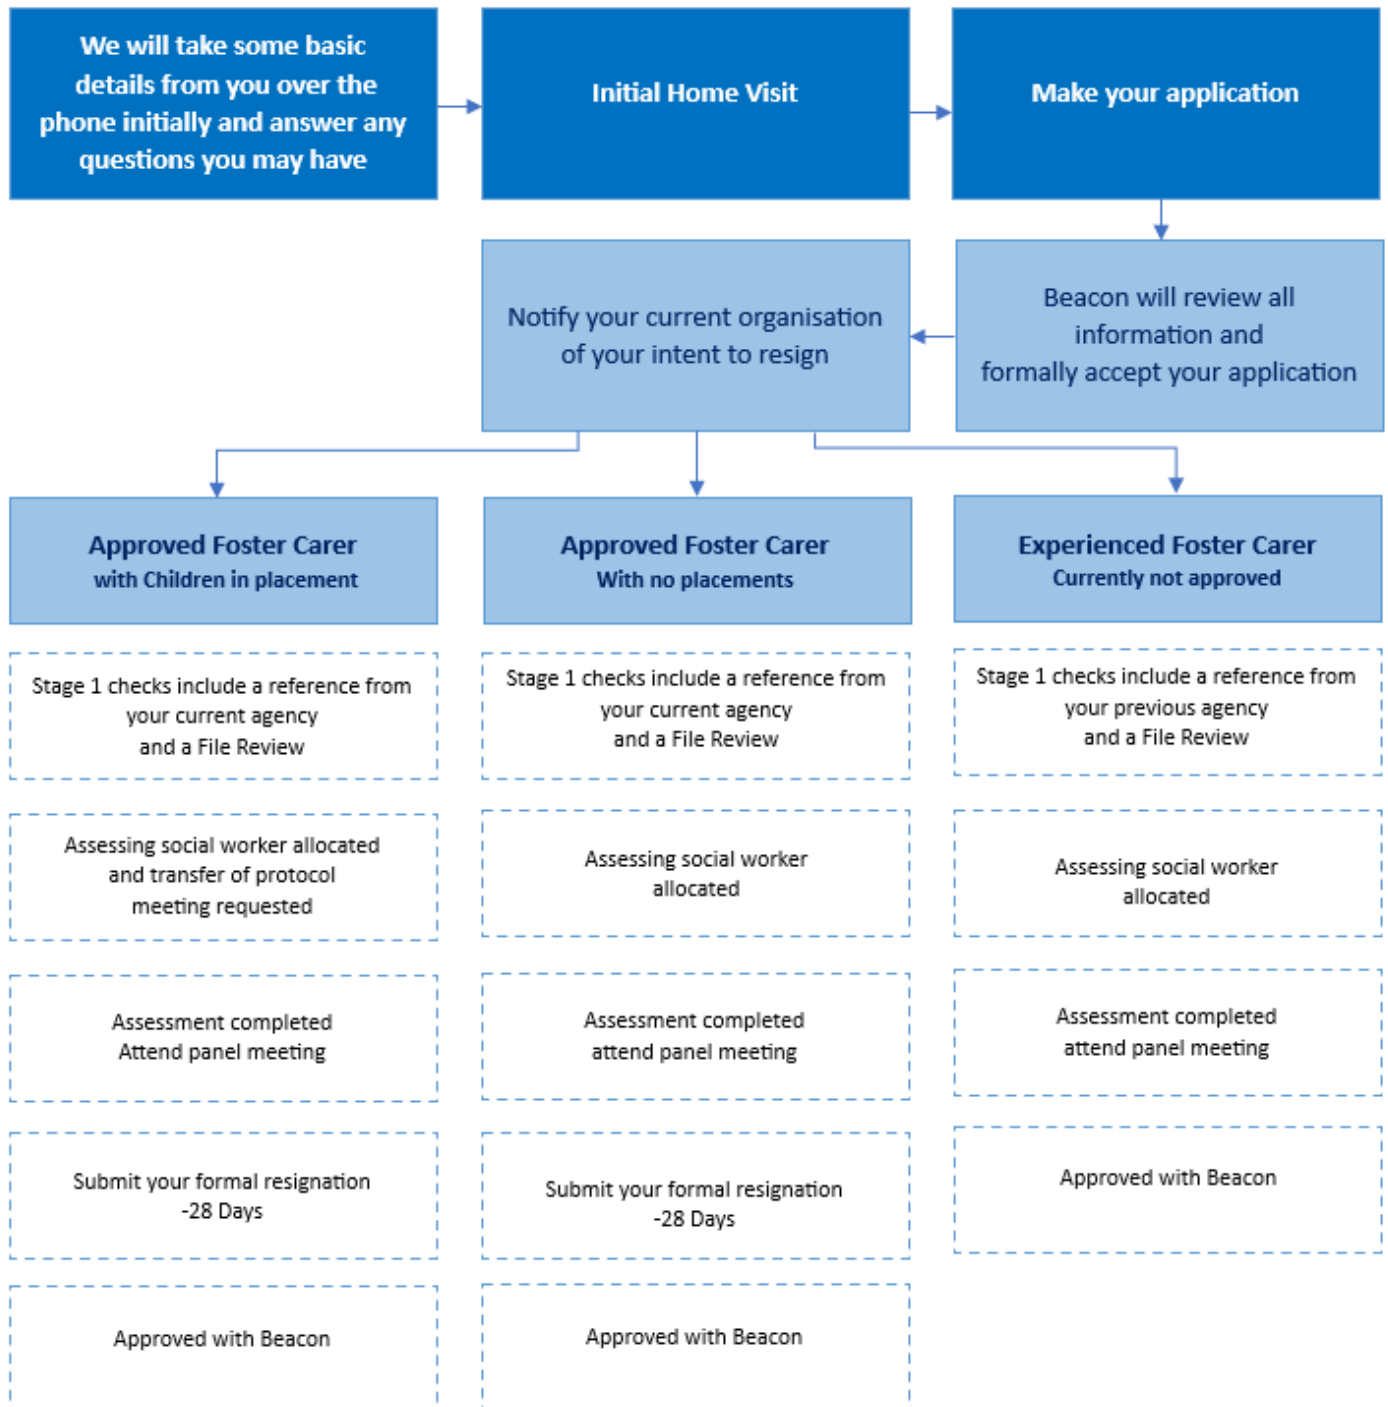 We will take some basic
details from you over the
phone initially and answer any
questions you may have
Initial Home Visit
Make your application
Beacon will review all
information and
formally accept your application
Notify your current organisation
of your intent to resign
Approved Foster Carer
with Children in placement
Stage 1 checks include a reference from
your current agency
and a File Review
Assessing social worker allocated
and transfer of protocol
meeting requested
Assessment completed
Attend panel meeting
Submit your formal resignation
-28 Days
Approved with Beacon
Approved Foster Carer
With no placements
Stage 1 checks include a reference from
your current agency
and a File Review
Assessing social worker
allocated
Assessment completed
attend panel meeting
Submit your formal resignation
-28 Days
Approved with Beacon
Experienced Foster Carer
Currently not approved
Stage 1 checks include a reference from
your previous agency
and a File Review
Assessing social worker
allocated
Assessment completed
attend panel meeting
Approved with Beacon